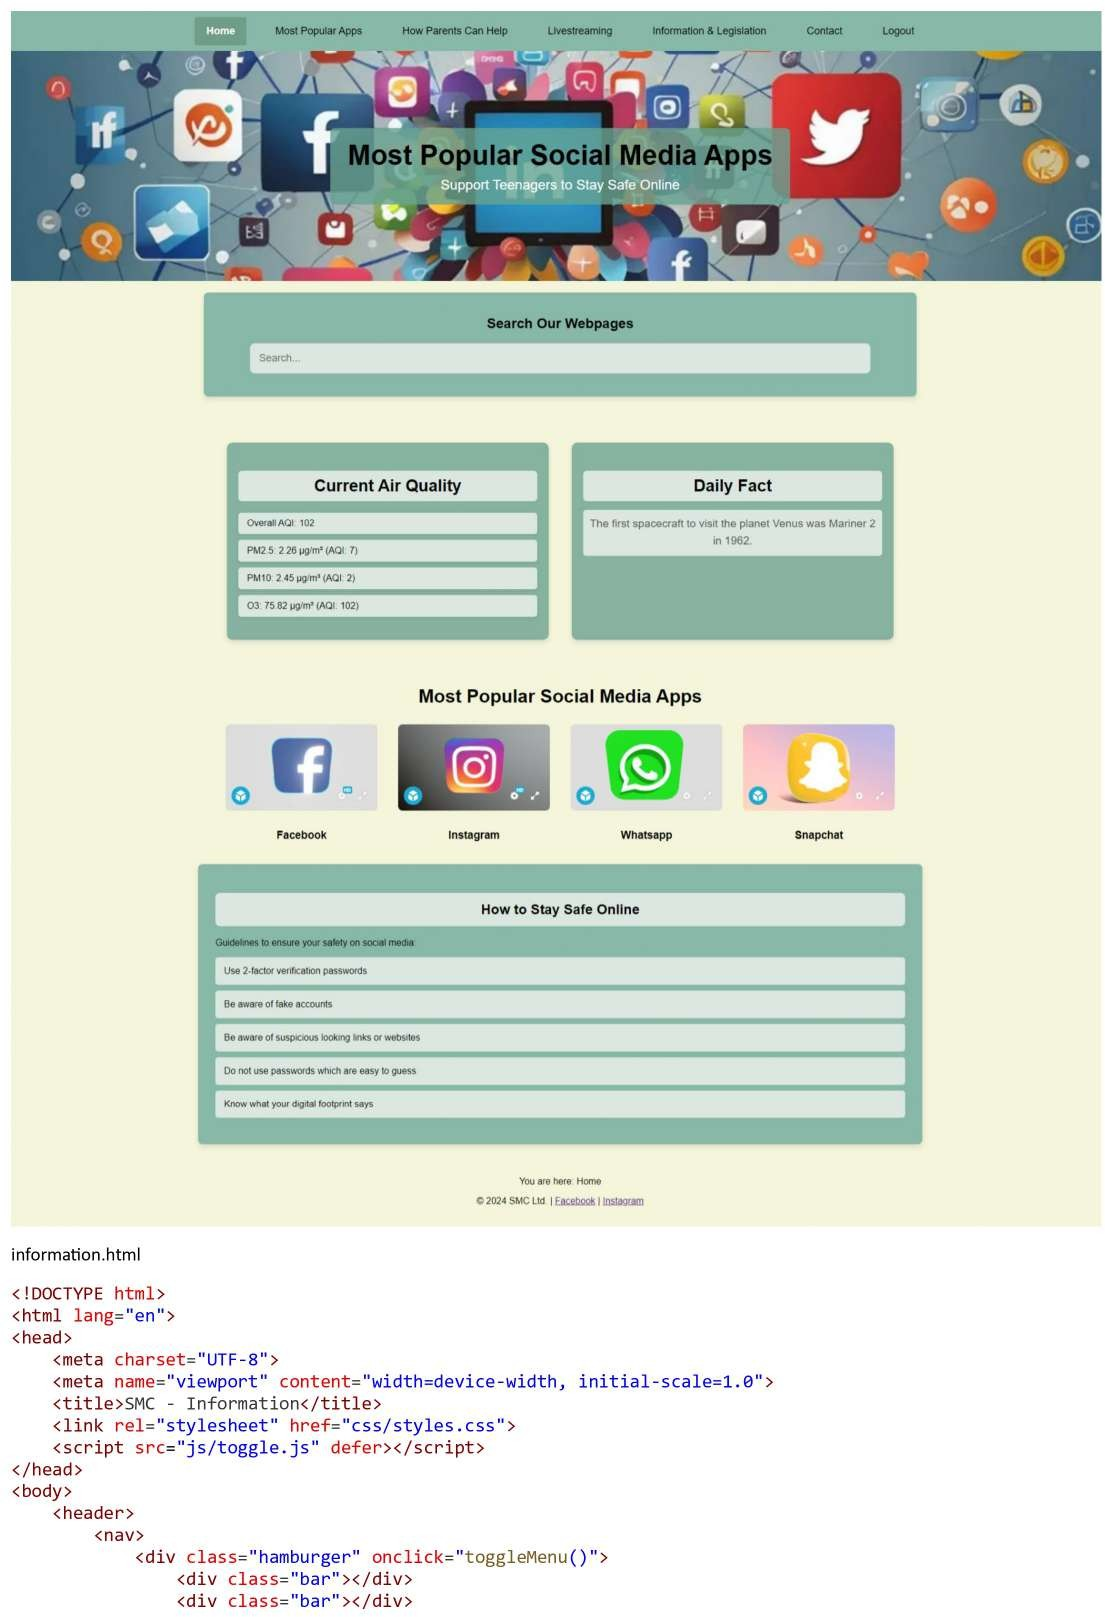 Home Most Popular Apps How Parents Can Help Livestreaming Information & Legislation Contact Logout
Most Popular Social Media Apps
Support Teenagers to Stay Safe Online
Search Our Webpages
Search...
Current Air Quality
Overall AQI: 102
PM2.5: 2.26 µg/m³ (AQI: 7)
PM10: 2.45 µg/m³ (AQI: 2)
O3: 75.82 µg/m³ (AQI: 102)
Daily Fact
The first spacecraft to visit the planet Venus was Mariner 2
in 1962.
Most Popular Social Media Apps
Facebook Instagram Whatsapp Snapchat
How to Stay Safe Online
Guidelines to ensure your safety on social media:
Use 2-factor verification passwords
Be aware of fake accounts
Be aware of suspicious looking links or websites
Do not use passwords which are easy to guess
Know what your digital footprint says
You are here: Home
© 2024 SMC Ltd. | Facebook | Instagram
information.html
<!DOCTYPE html>
<html lang="en">
<head>
    <meta charset="UTF-8">
    <meta name="viewport" content="width=device-width, initial-scale=1.0">
    <title>SMC - Information</title>
    <link rel="stylesheet" href="css/styles.css">
    <script src="js/toggle.js" defer></script>
</head>
<body>
    <header>
        <nav>
            <div class="hamburger" onclick="toggleMenu()">
                <div class="bar"></div>
                <div class="bar"></div>